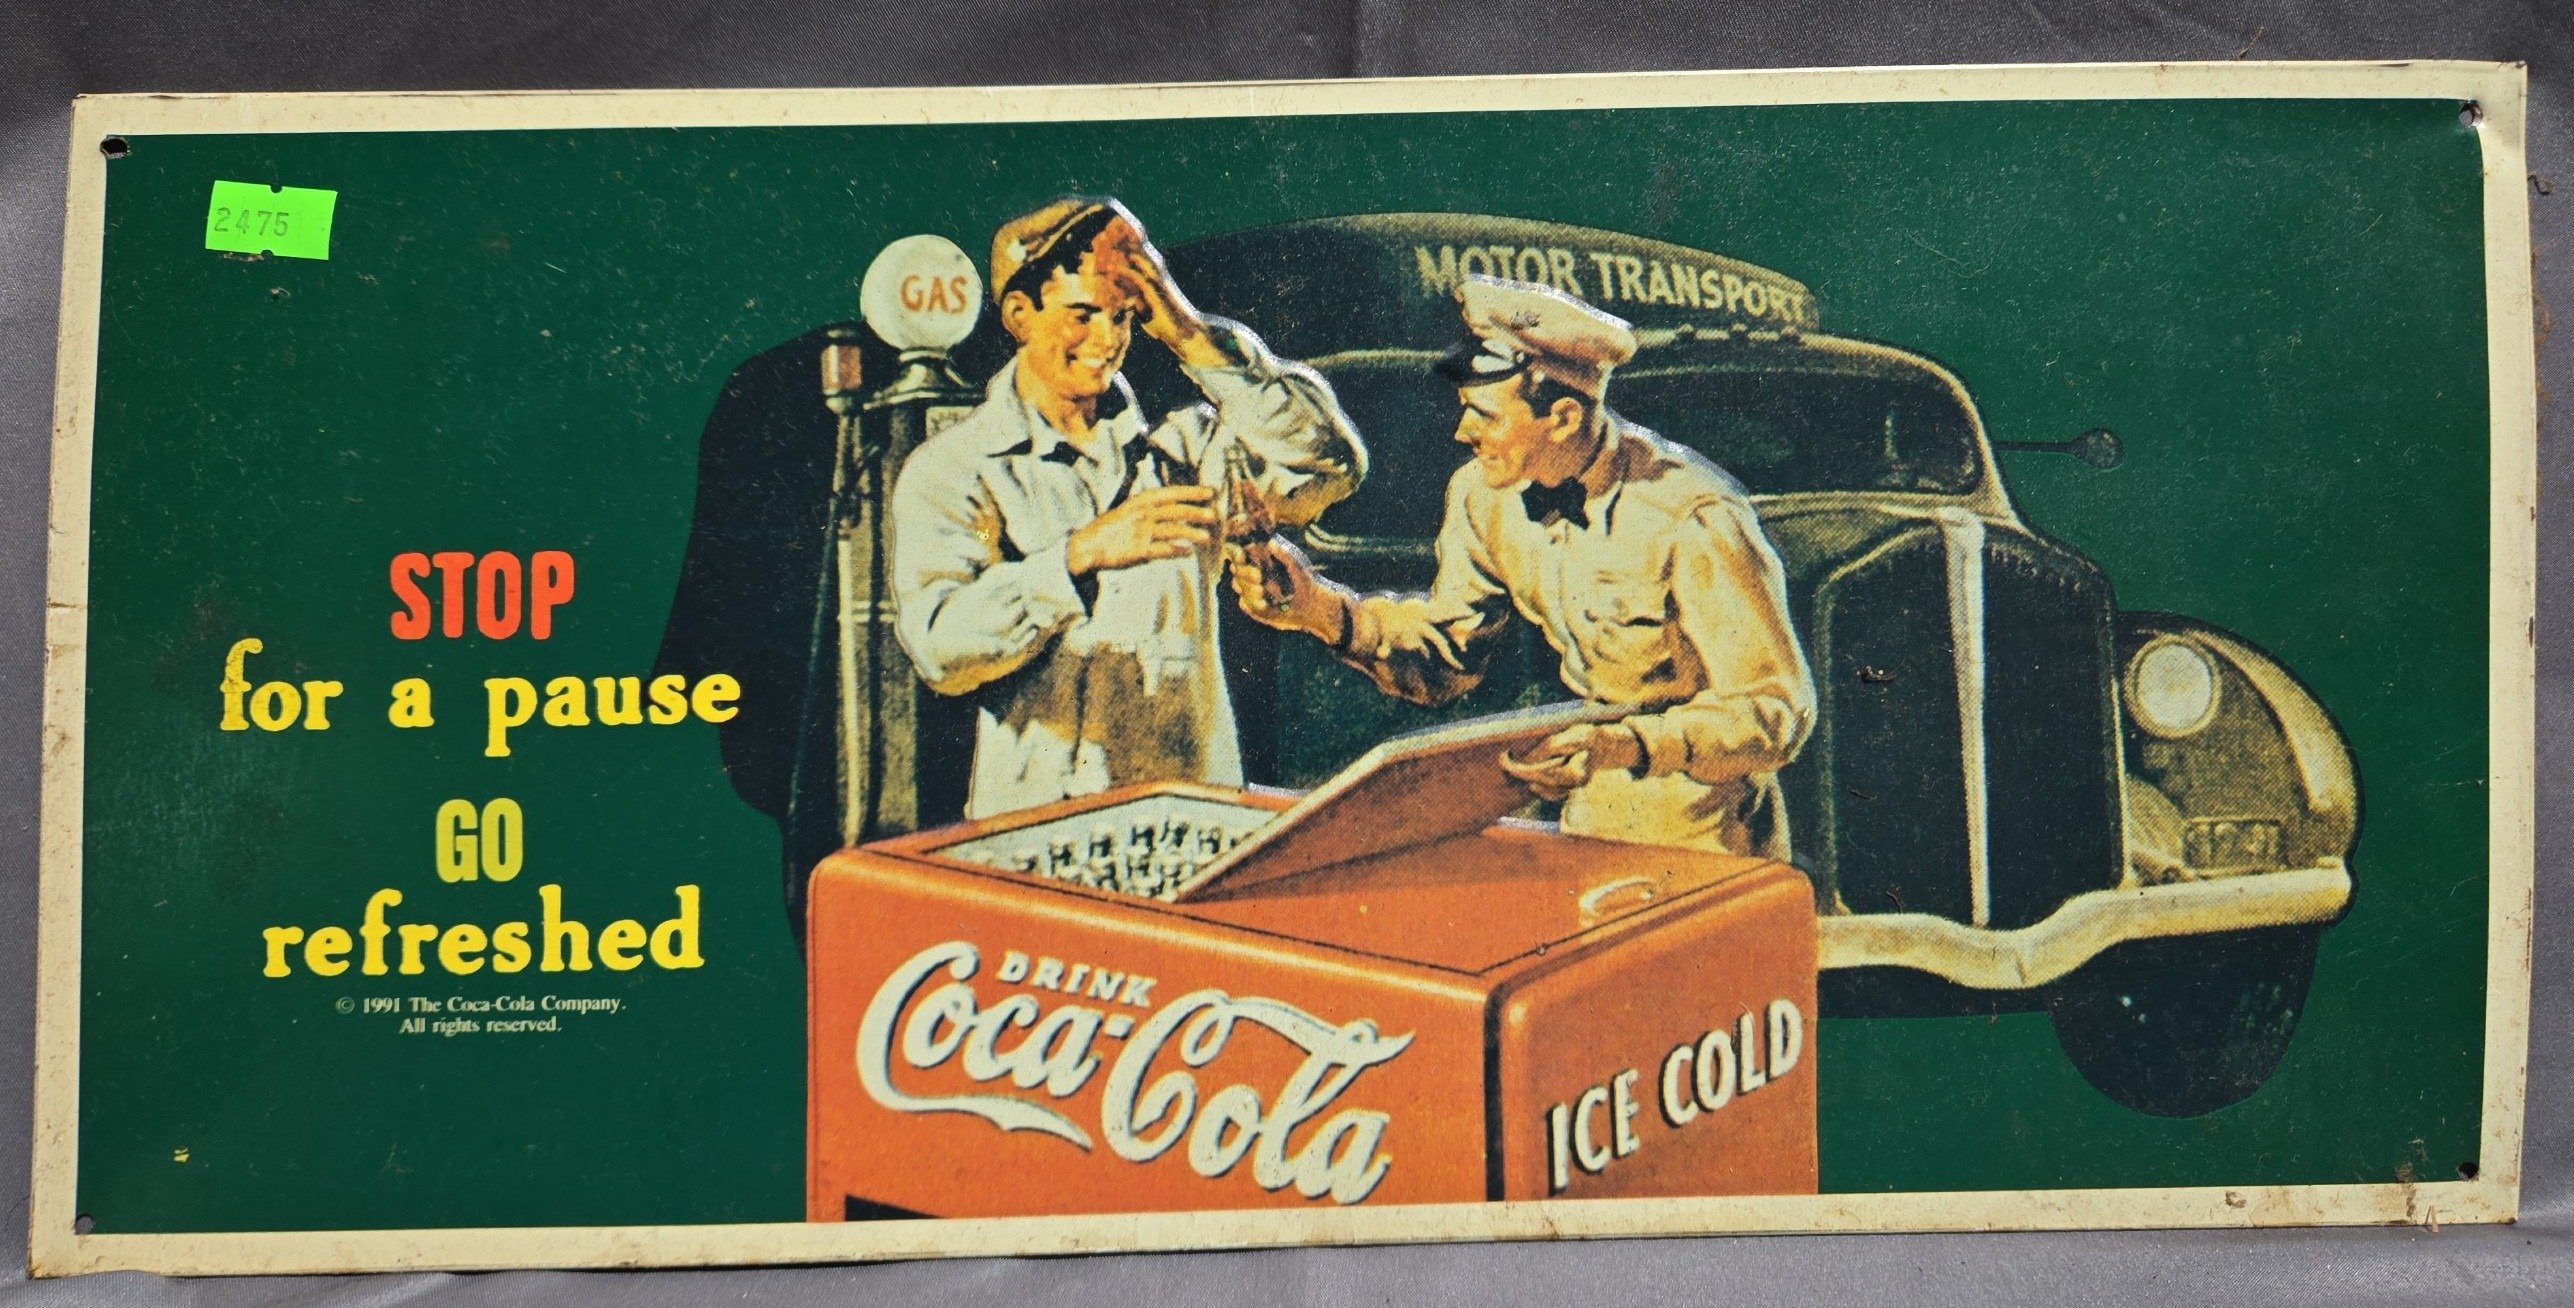 2475
GAS
MOTOR TRANSPORT
STOP
for a pause
GO
refreshed
© 1991 The Coca-Cola Company.
All rights reserved.
DRINK
Coca-Cola
ICE COLD